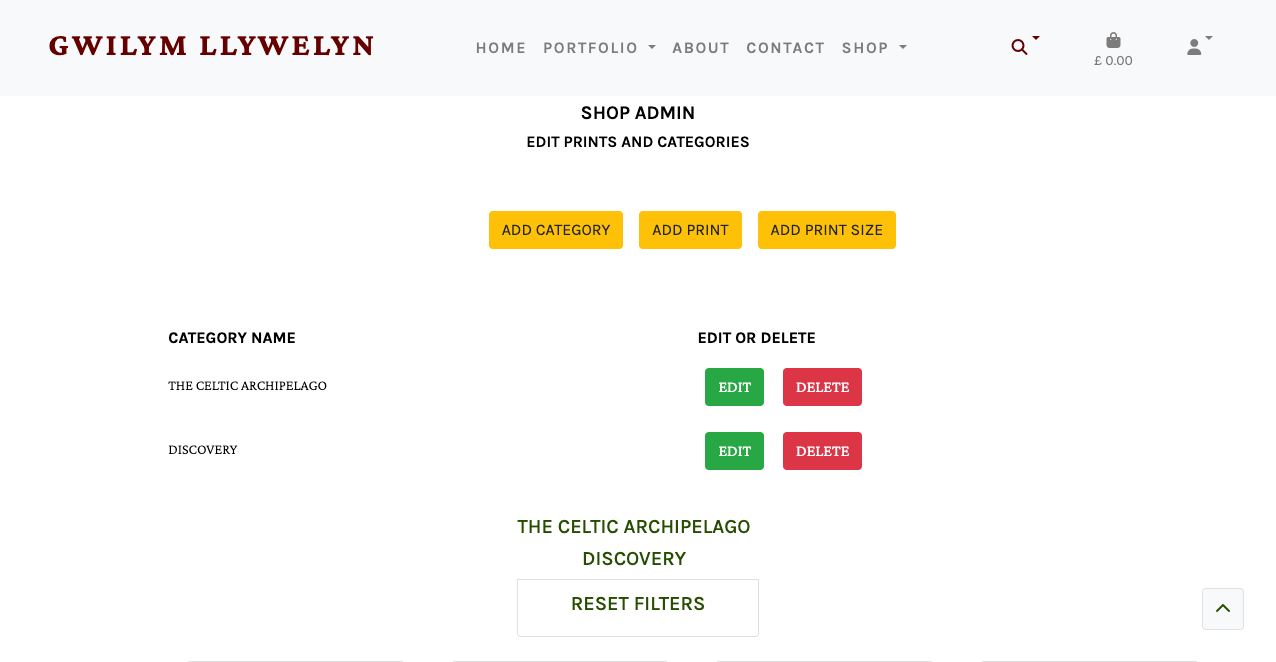 GWILYM LLYWELYN
HOME PORTFOLIO ABOUT CONTACT SHOP
£ 0.00
SHOP ADMIN
EDIT PRINTS AND CATEGORIES
ADD CATEGORY ADD PRINT ADD PRINT SIZE
CATEGORY NAME EDIT OR DELETE
THE CELTIC ARCHIPELAGO EDIT DELETE
DISCOVERY EDIT DELETE
THE CELTIC ARCHIPELAGO
DISCOVERY
RESET FILTERS